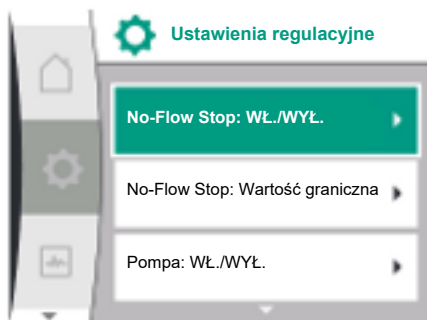 Ustawienia regulacyjne
No-Flow Stop: WŁ./WYŁ.
No-Flow Stop: Wartość graniczna
Pompa: WŁ./WYŁ.